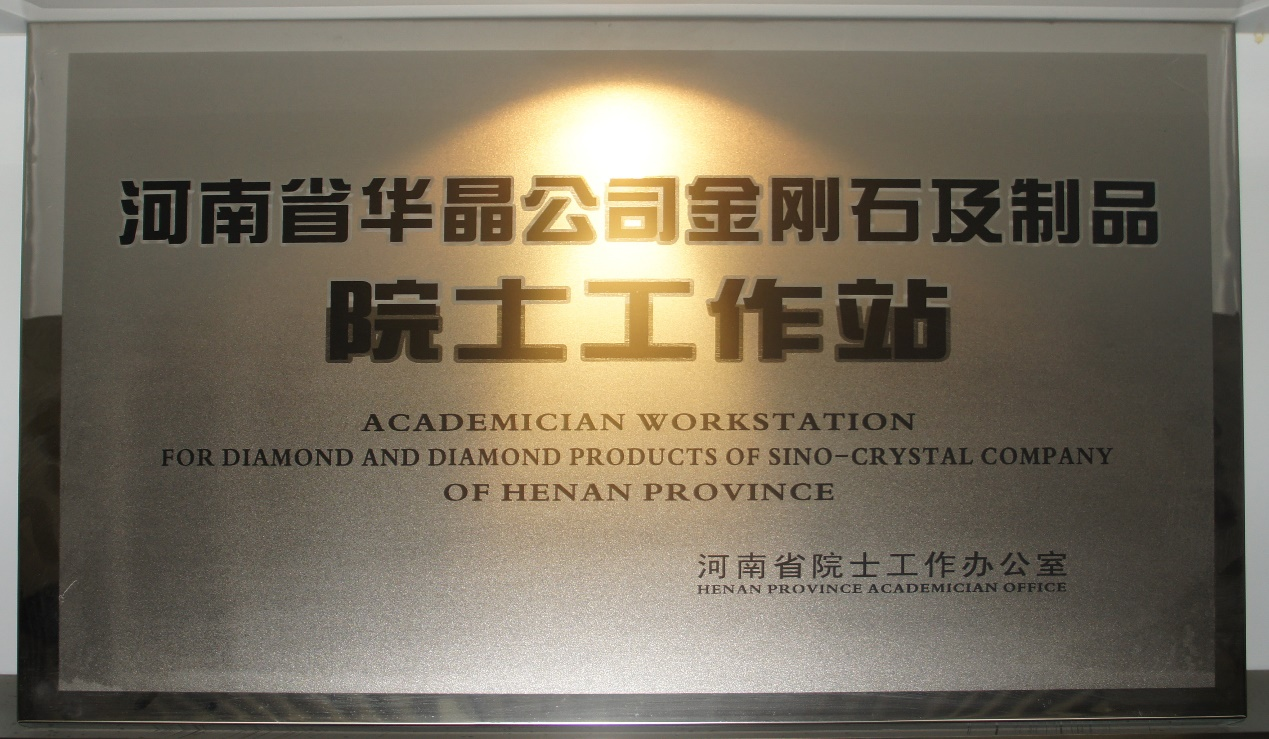 河南省华晶公司金刚石及制品
院士工作站
ACADEMICIAN WORKSTATION
FOR DIAMOND AND DIAMOND PRODUCTS OF SINO-CRYSTAL COMPANY
OF HENAN PROVINCE
河南省院士工作办公室
HENAN PROVINCE ACADEMICIAN OFFICE